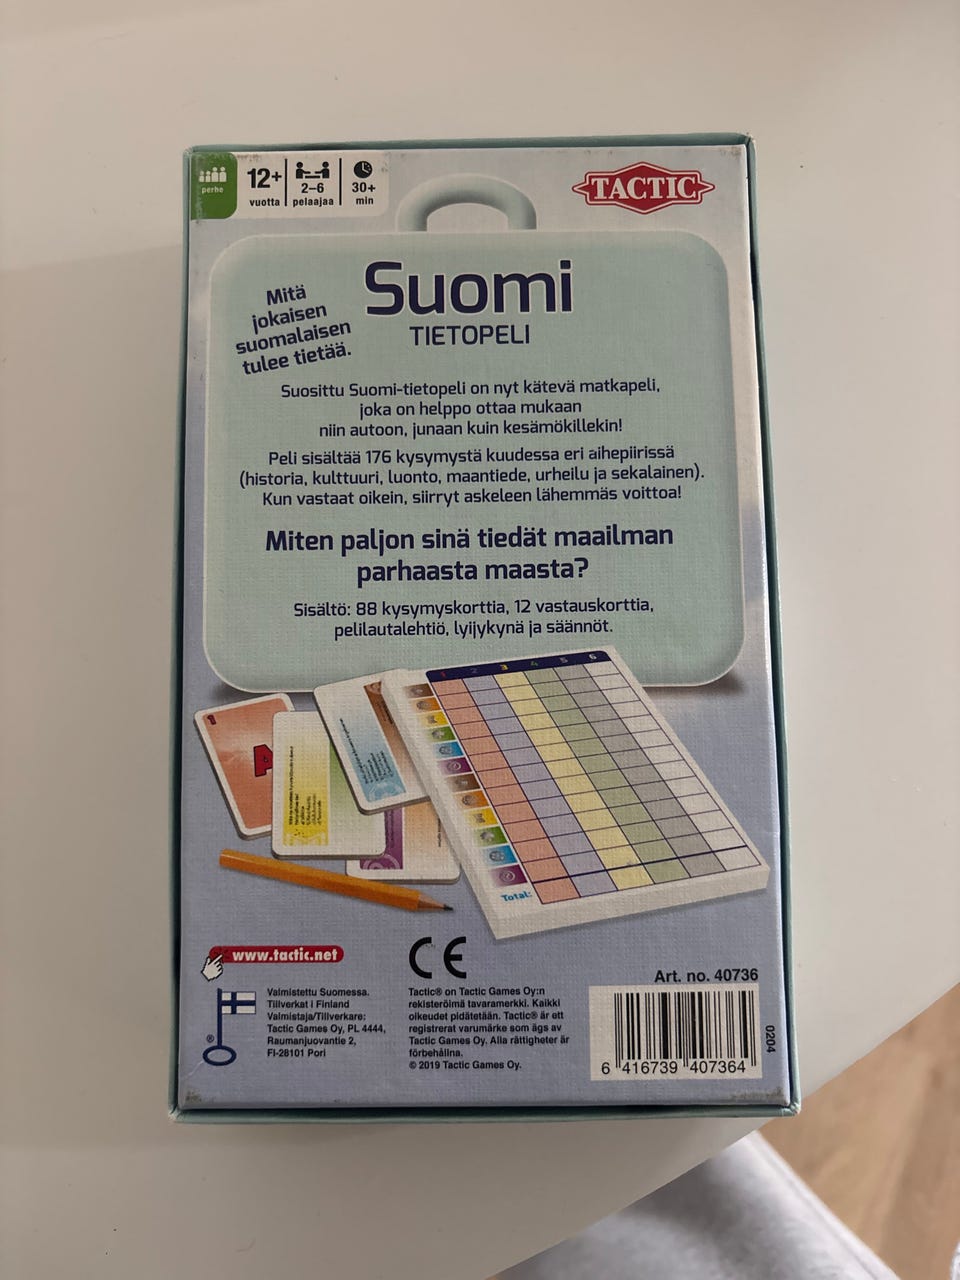 perhe
12+
vuotta
2–6
pelaajaa
30+
min
TACTIC
Suomi
TIETOPELI
Mitä
jokaisen
suomalaisen
tulee tietää.
Suosittu Suomi-tietopeli on nyt kätevä matkapeli,
joka on helppo ottaa mukaan
niin autoon, junaan kuin kesämökillekin!
Peli sisältää 176 kysymystä kuudessa eri aihepiirissä
(historia, kulttuuri, luonto, maantiede, urheilu ja sekalainen).
Kun vastaat oikein, siirryt askeleen lähemmäs voittoa!
Miten paljon sinä tiedät maailman
parhaasta maasta?
Sisältö: 88 kysymyskorttia, 12 vastauskorttia,
pelilautalehtiö, lyijykynä ja säännöt.
1 2 3 4 5 6
A
Total:
www.tactic.net
CE
Valmistettu Suomessa.
Tillverkat i Finland
Valmistaja/Tillverkare:
Tactic Games Oy, PL 4444,
Raumanjuovantie 2,
FI-28101 Pori
®
Tactic® on Tactic Games Oy:n
rekisteröimä tavaramerkki. Kaikki
oikeudet pidätetään. Tactic® är ett
registrerat varumärke som ägs av
Tactic Games Oy. Alla rättigheter är
förbehållna.
© 2019 Tactic Games Oy.
Art. no. 40736
6 416739 407364
0204